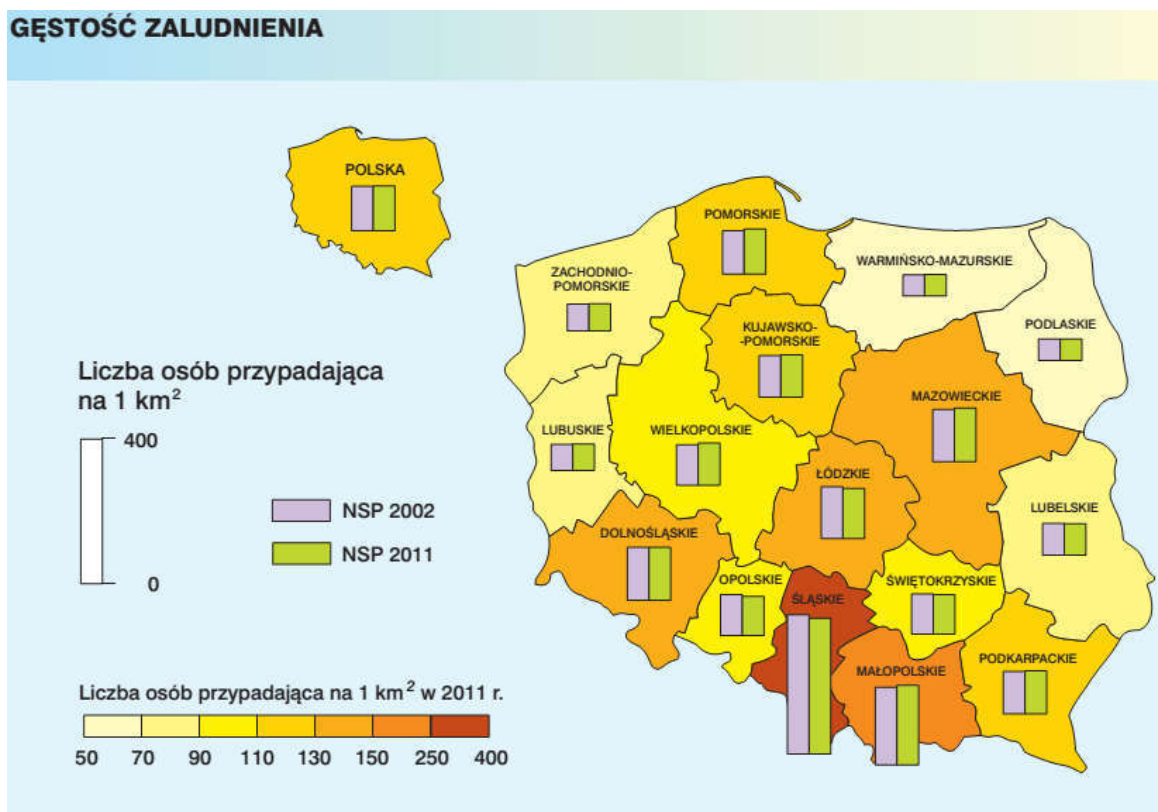 GĘSTOŚĆ ZALUDNIENIA
POLSKA
POMORSKIE
WARMIŃSKO-MAZURSKIE
ZACHODNIO-
POMORSKIE
PODLASKIE
KUJAWSKO-
-POMORSKIE
MAZOWIECKIE
LUBUSKIE
WIELKOPOLSKIE
ŁÓDZKIE
LUBELSKIE
DOLNOŚLĄSKIE
OPOLSKIE
ŚLĄSKIE
ŚWIĘTOKRZYSKIE
MAŁOPOLSKIE
PODKARPACKIE
Liczba osób przypadająca
na 1 km²
400
0
NSP 2002
NSP 2011
Liczba osób przypadająca na 1 km² w 2011 r.
50 70 90 110 130 150 250 400